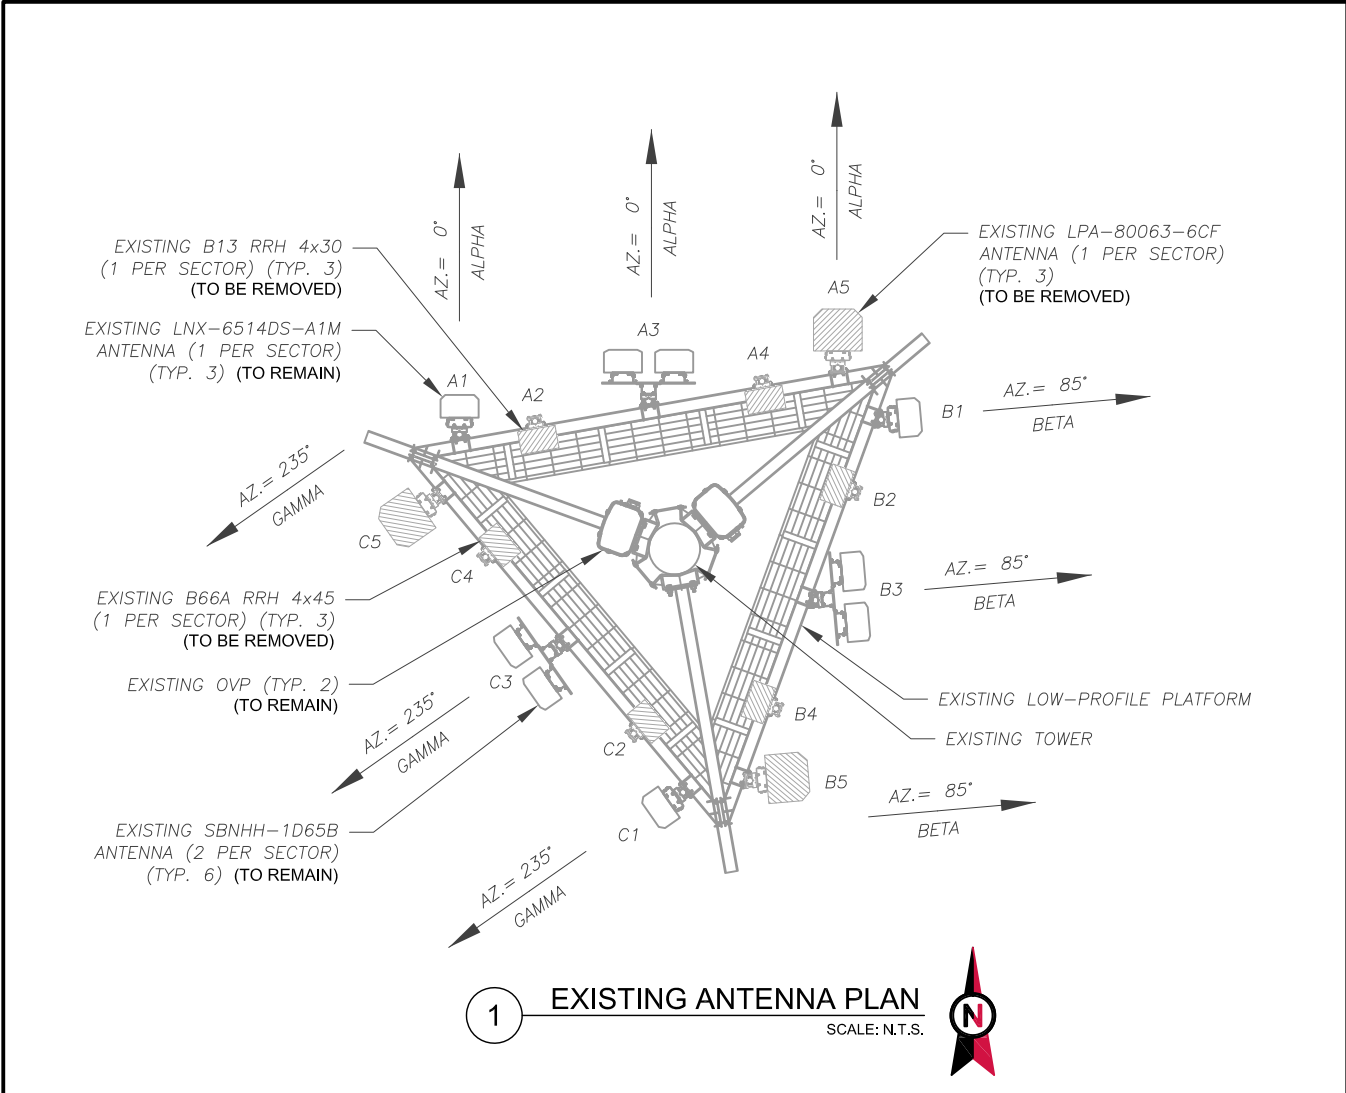 AZ.= 0°
ALPHA
AZ.= 0°
ALPHA
AZ.= 0°
ALPHA
EXISTING B13 RRH 4x30
(1 PER SECTOR) (TYP. 3)
(TO BE REMOVED)
EXISTING LNX-6514DS-A1M
ANTENNA (1 PER SECTOR)
(TYP. 3) (TO REMAIN)
EXISTING LPA-80063-6CF
ANTENNA (1 PER SECTOR)
(TYP. 3)
(TO BE REMOVED)
A1
A2
A3
A4
A5
B1
AZ.= 85°
BETA
B2
B3
AZ.= 85°
BETA
B4
B5
AZ.= 85°
BETA
AZ.= 235°
GAMMA
C5
C4
EXISTING B66A RRH 4x45
(1 PER SECTOR) (TYP. 3)
(TO BE REMOVED)
EXISTING OVP (TYP. 2)
(TO REMAIN)
C3
AZ.= 235°
GAMMA
C2
C1
EXISTING SBNHH-1D65B
ANTENNA (2 PER SECTOR)
(TYP. 6) (TO REMAIN)
AZ.= 235°
GAMMA
EXISTING LOW-PROFILE PLATFORM
EXISTING TOWER
1
EXISTING ANTENNA PLAN
SCALE: N.T.S.
N